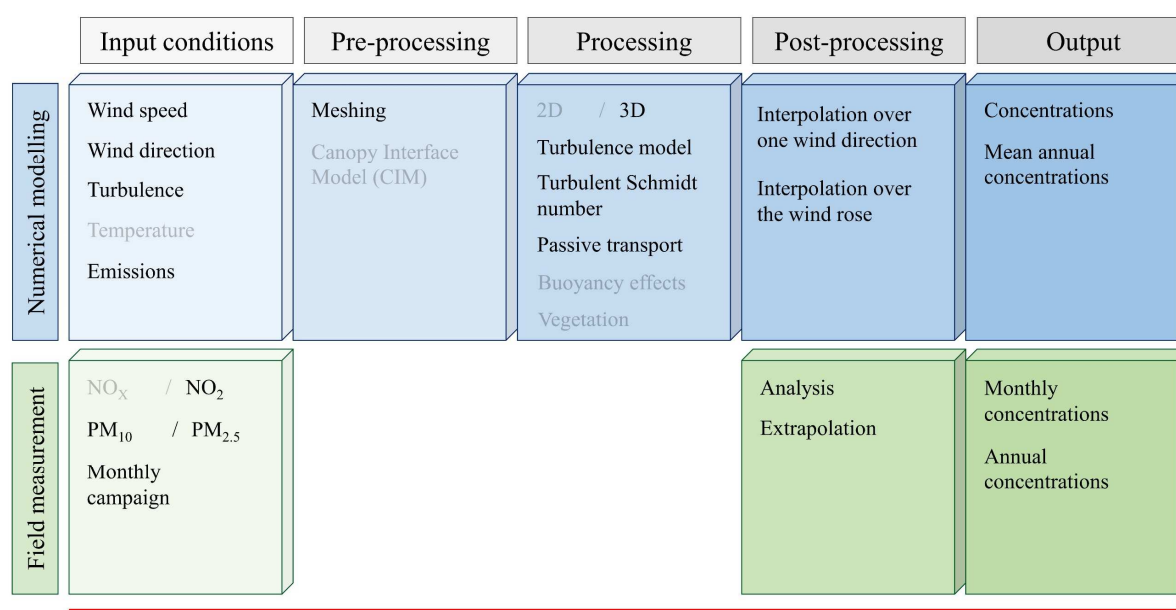 Input conditions
Pre-processing
Processing
Post-processing
Output
Numerical modelling
Wind speed
Wind direction
Turbulence
Temperature
Emissions
Meshing
Canopy Interface
Model (CIM)
2D / 3D
Turbulence model
Turbulent Schmidt
number
Passive transport
Buoyancy effects
Vegetation
Interpolation over
one wind direction
Interpolation over
the wind rose
Concentrations
Mean annual
concentrations
Field measurement
NOX / NO2
PM10 / PM2.5
Monthly
campaign
Analysis
Extrapolation
Monthly
concentrations
Annual
concentrations